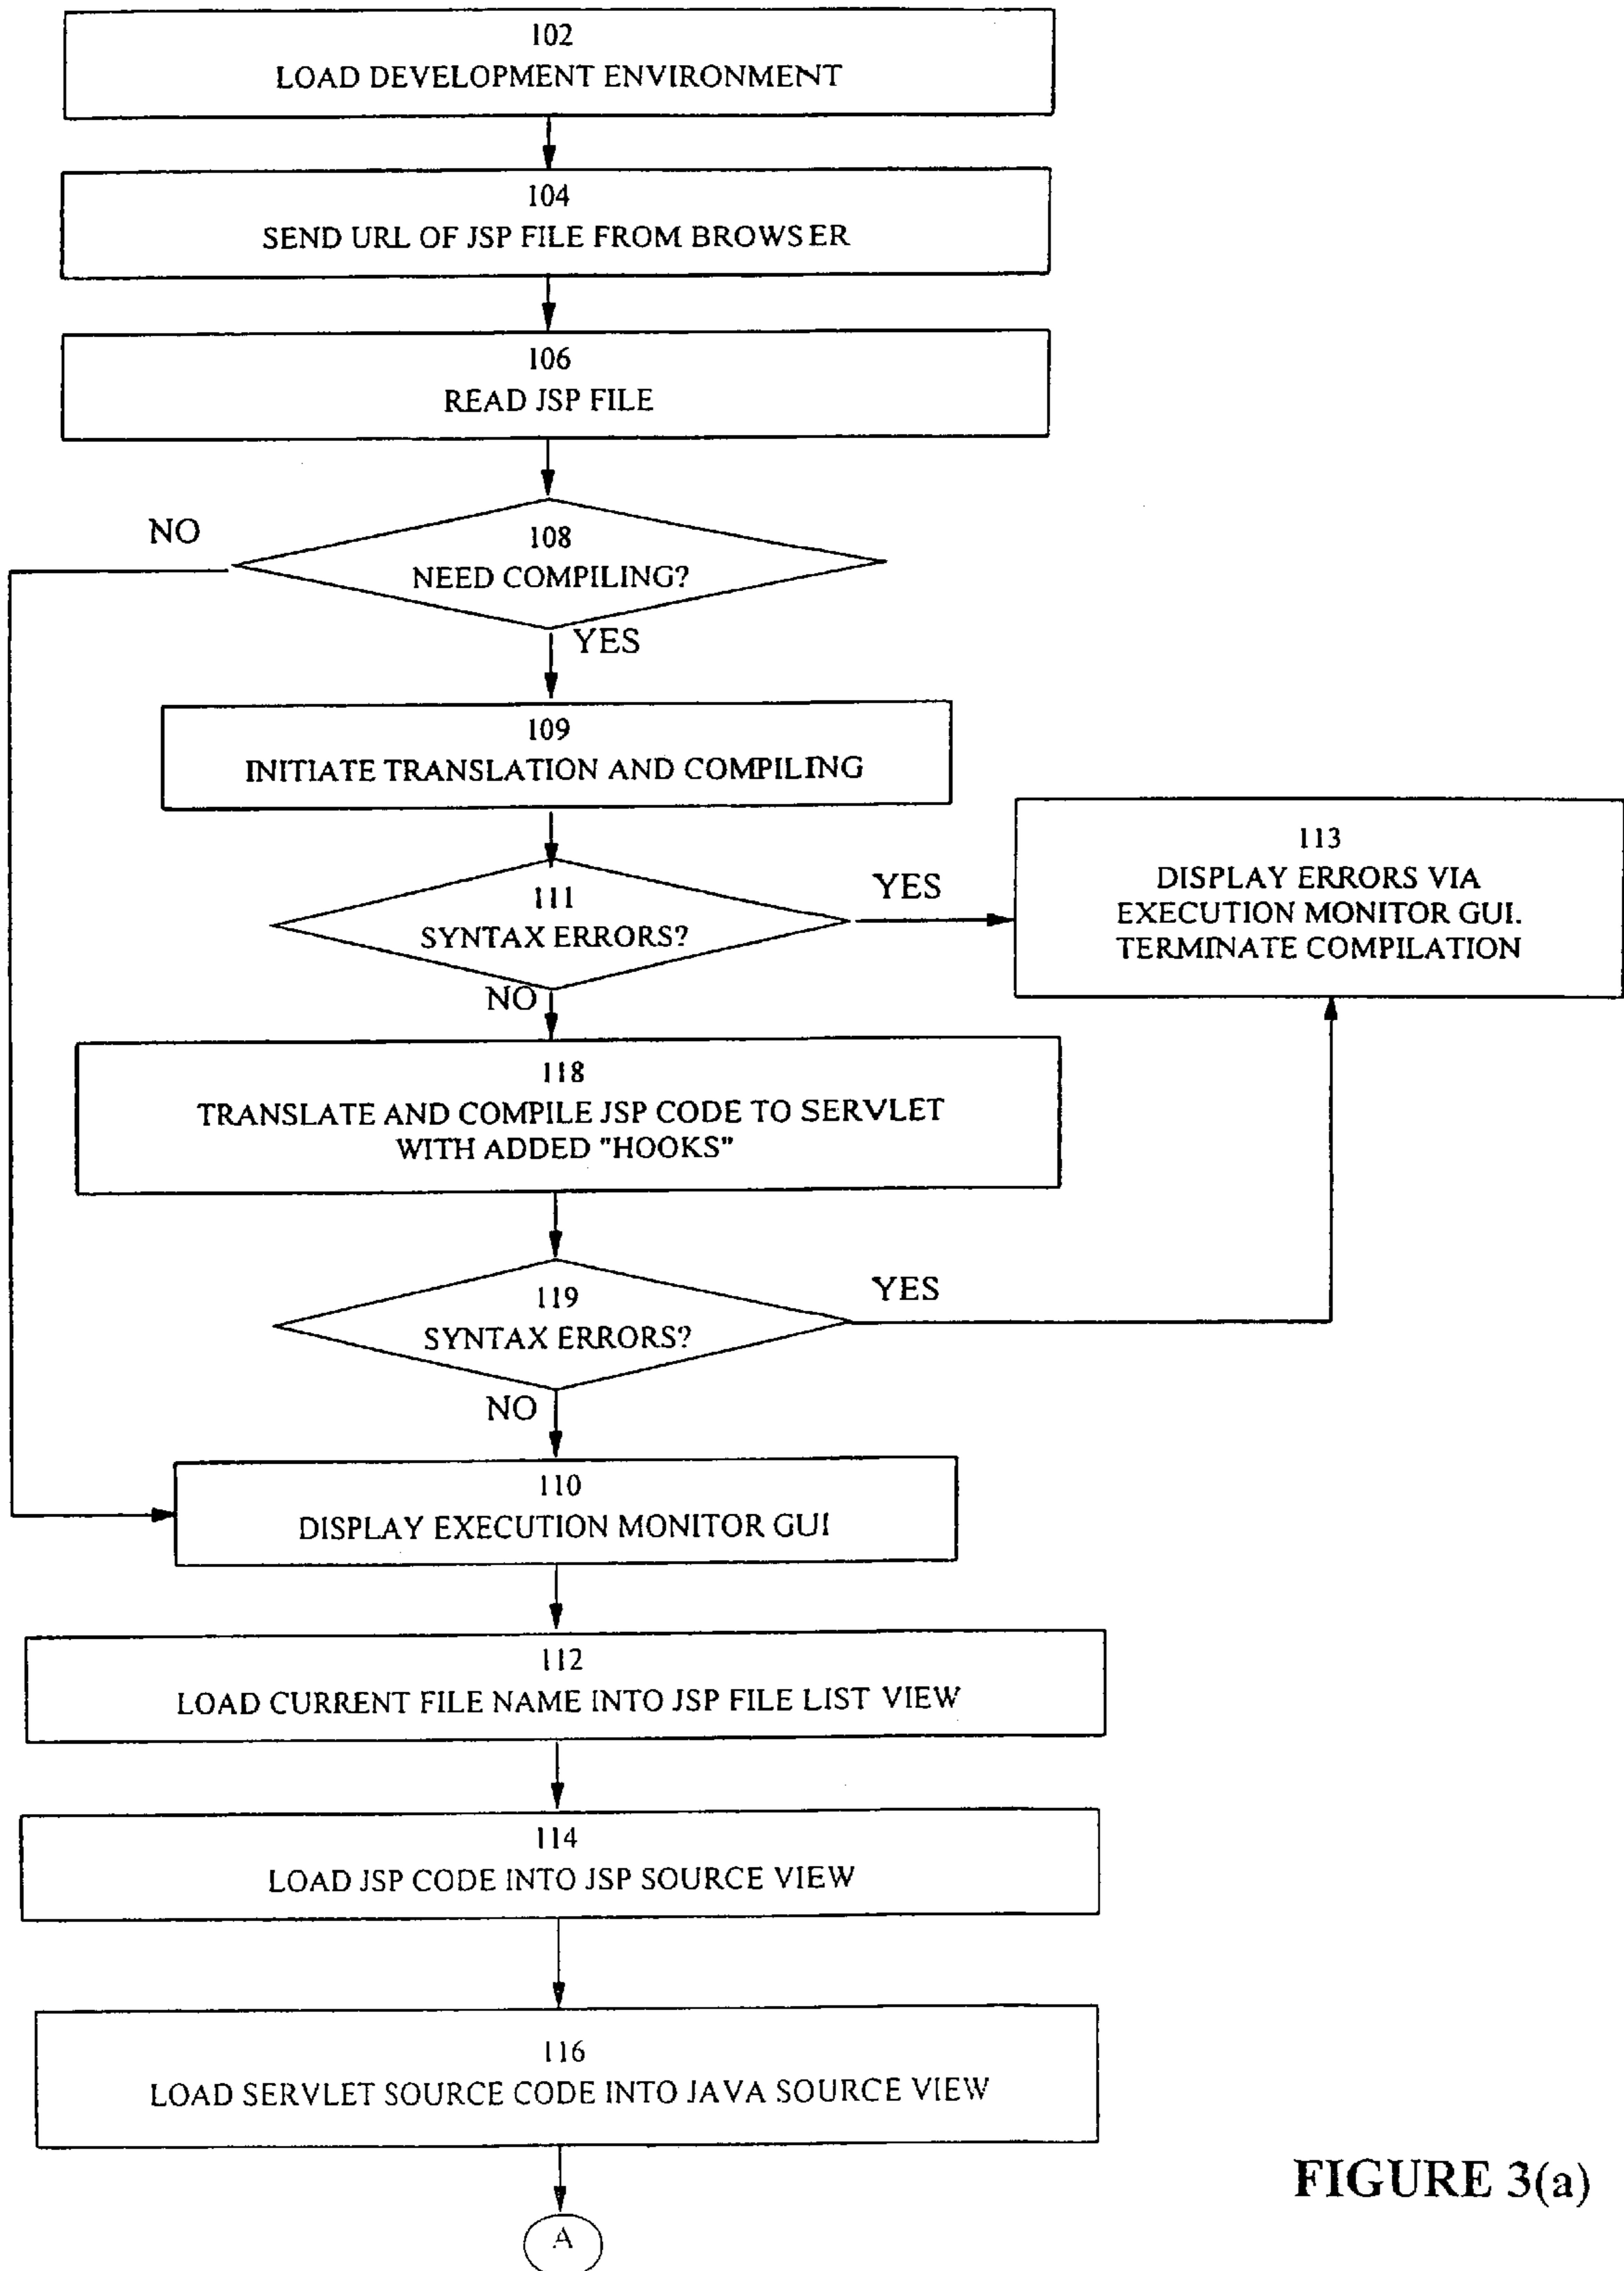 102
LOAD DEVELOPMENT ENVIRONMENT
104
SEND URL OF JSP FILE FROM BROWSER
106
READ JSP FILE
NO
108
NEED COMPILING?
YES
109
INITIATE TRANSLATION AND COMPILING
111
SYNTAX ERRORS?
YES
113
DISPLAY ERRORS VIA
EXECUTION MONITOR GUI.
TERMINATE COMPILATION
NO
118
TRANSLATE AND COMPILE JSP CODE TO SERVLET
WITH ADDED "HOOKS"
119
SYNTAX ERRORS?
YES
NO
110
DISPLAY EXECUTION MONITOR GUI
112
LOAD CURRENT FILE NAME INTO JSP FILE LIST VIEW
114
LOAD JSP CODE INTO JSP SOURCE VIEW
116
LOAD SERVLET SOURCE CODE INTO JAVA SOURCE VIEW
A
FIGURE 3(a)